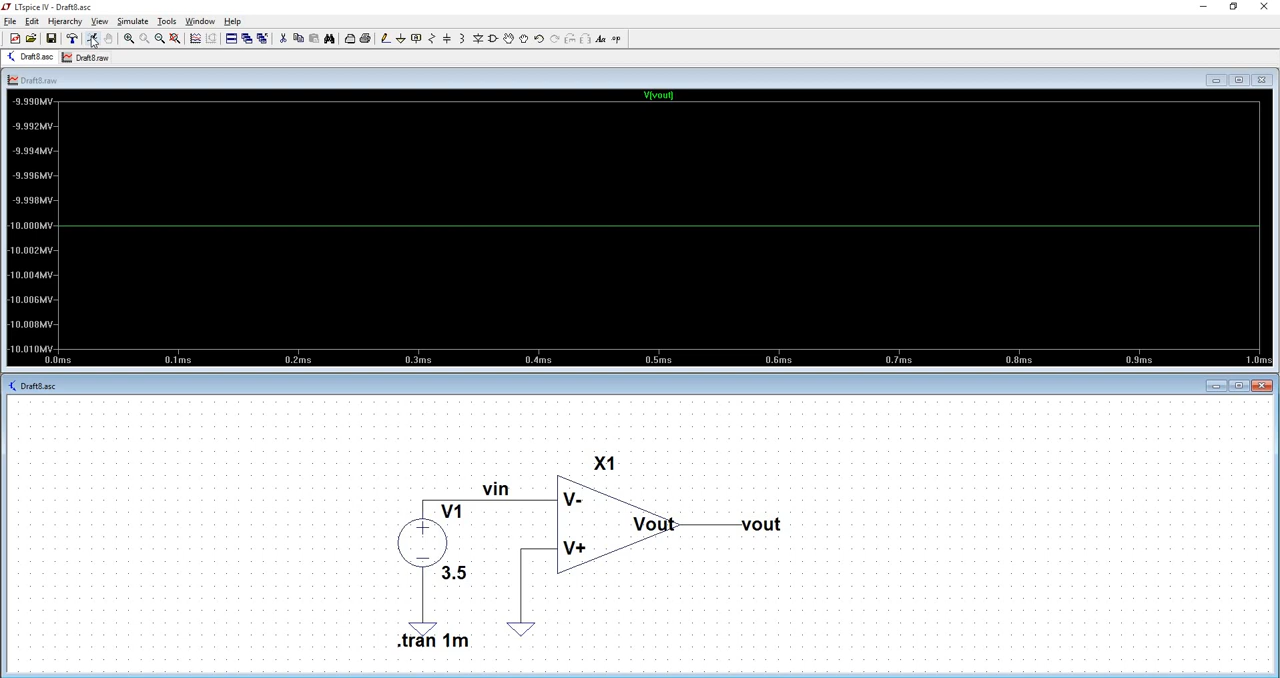 LTspice IV - Draft8.asc
File Edit Hierarchy View Simulate Tools Window Help
Aa .op
Draft8.asc Draft8.raw
Draft8.raw
V(vout)
-9.990MV
-9.992MV
-9.994MV
-9.996MV
-9.998MV
-10.000MV
-10.002MV
-10.004MV
-10.006MV
-10.008MV
-10.010MV
0.0ms 0.1ms 0.2ms 0.3ms 0.4ms 0.5ms 0.6ms 0.7ms 0.8ms 0.9ms 1.0ms
Draft8.asc
X1
vin
V-
V1
Vout
vout
V+
3.5
.tran 1m